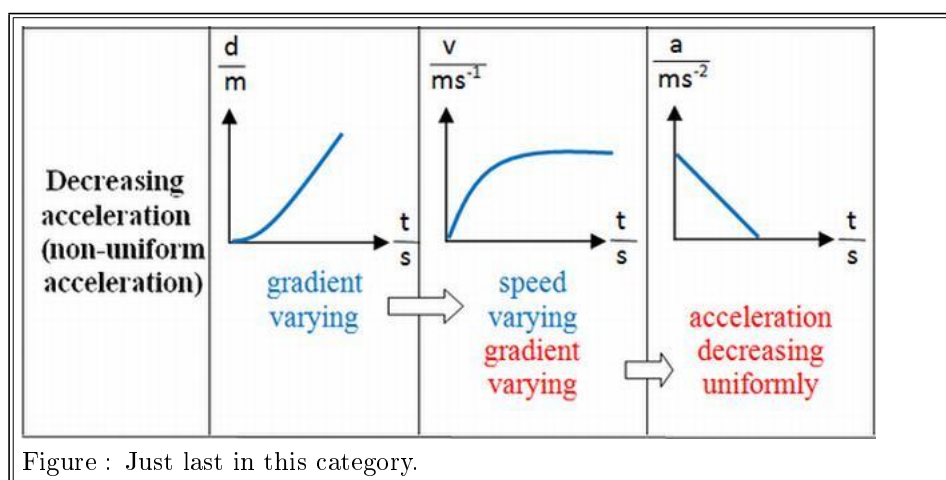 Decreasing
acceleration
(non-uniform
acceleration)
d
m
t
s
gradient
varying
v
ms⁻¹
t
s
speed
varying
gradient
varying
a
ms⁻²
t
s
acceleration
decreasing
uniformly
Figure : Just last in this category.